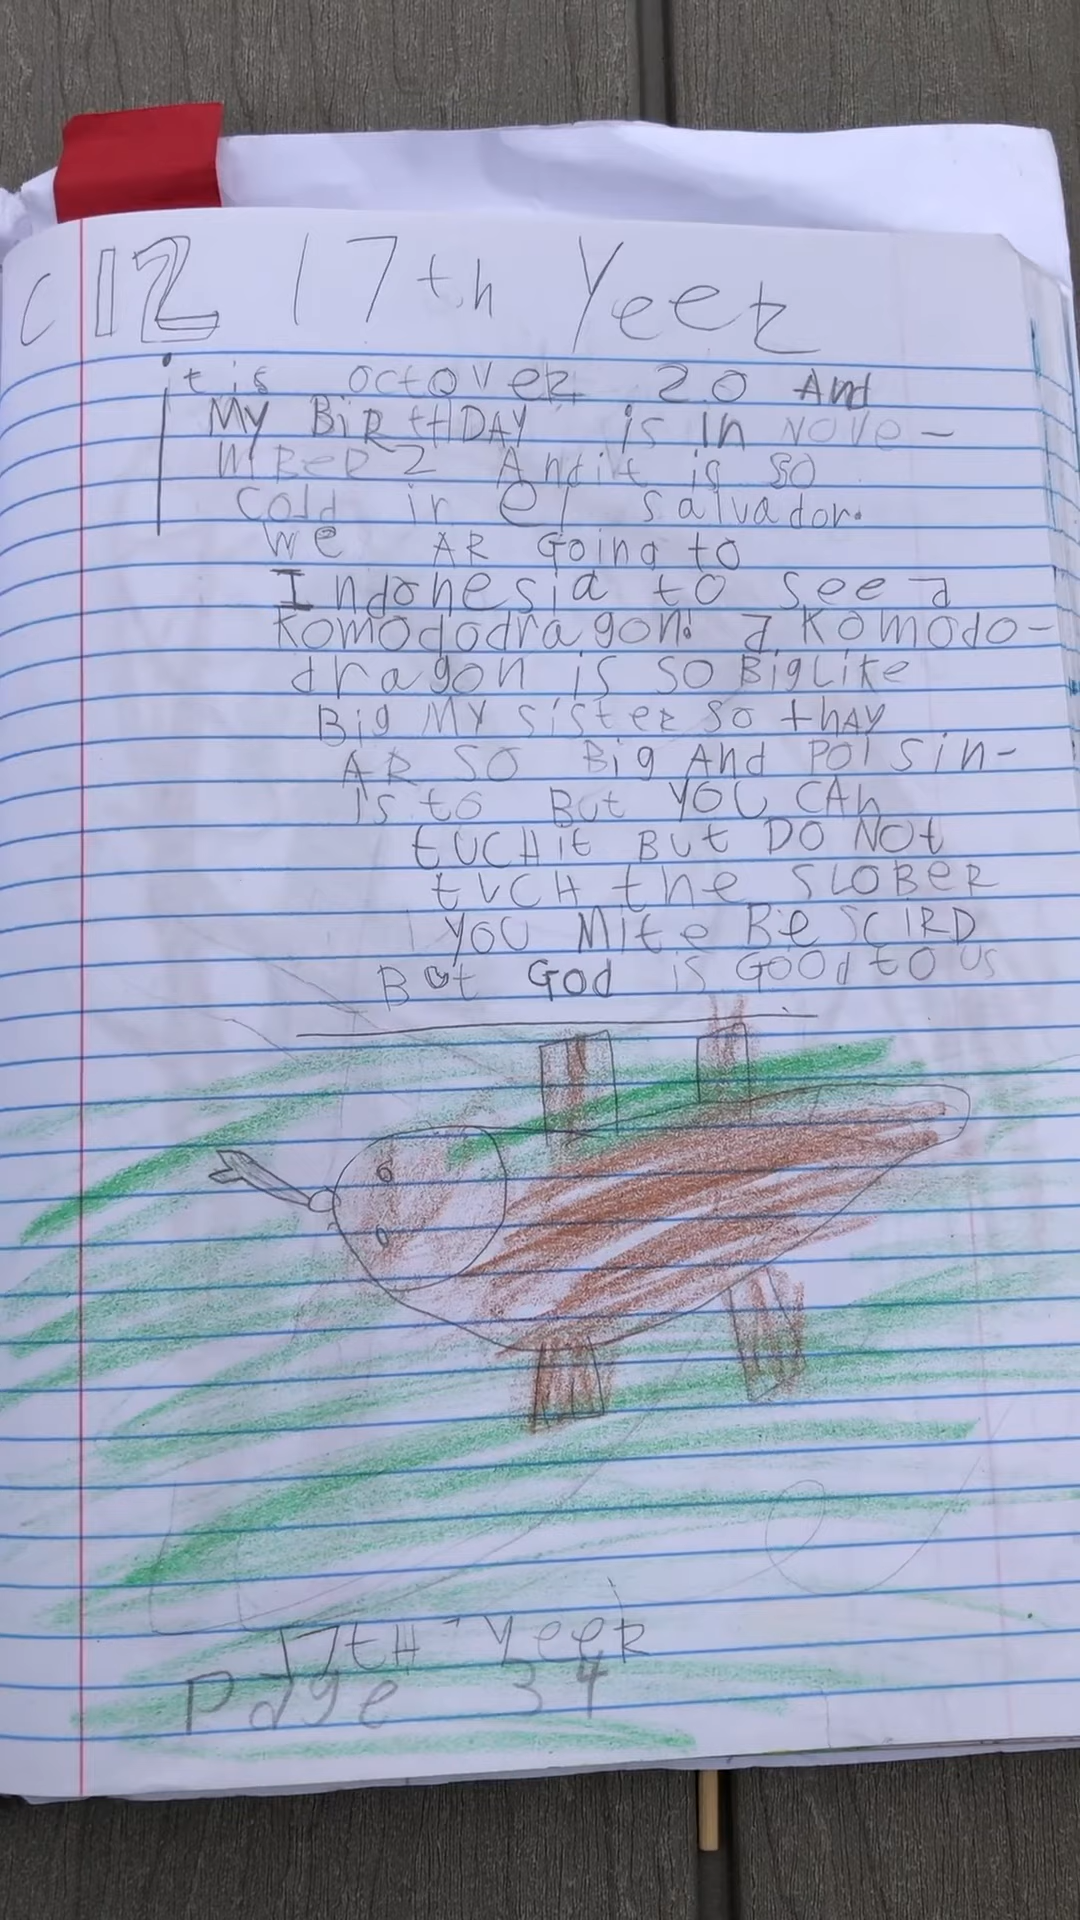 C12 17th Yeet
it is octover 20 And
My BiRtHDAY is in Nove-
MBeR 2 And it is so
cold in el salvador.
we AR Going to
Indonesia to see a
Komododragon! a Komodo-
dragon is so Big Like
Big My sister so thAY
AR so Big And Poisin-
is to But YOU CAn
tUCH it But DO NOt
tUCH the SLOBeR
YOU Mite Be SCIRD
But God is GOOd tO Us
17tH YeeR
Page 34